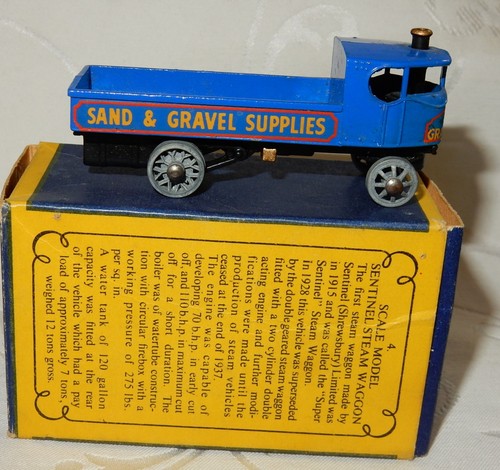 SAND & GRAVEL SUPPLIES
GR
4.
SCALE MODEL
SENTINEL STEAM WAGGON
The first steam waggon made by
Sentinel (Shrewsbury) Limited was
in 1915 and was called the "Super
Sentinel" Steam Waggon.
in 1928 this vehicle was superseded
by the double geared steam waggon
fitted with a two cylinder double
acting engine and further modi-
fications were made until the
production of steam vehicles
ceased at the end of 1937.
The engine was capable of
developing 70 b.h.p. in early cut
off, and 110 b.h.p. in maximum cut
off for a short duration. The
boiler was of watertube construc-
tion with circular firebox with a
working pressure of 275 lbs.
per sq. in.
A water tank of 120 gallon
capacity was fitted at the rear
of the vehicle which had a pay
load of approximately 7 tons,
weighed 12 tons gross.